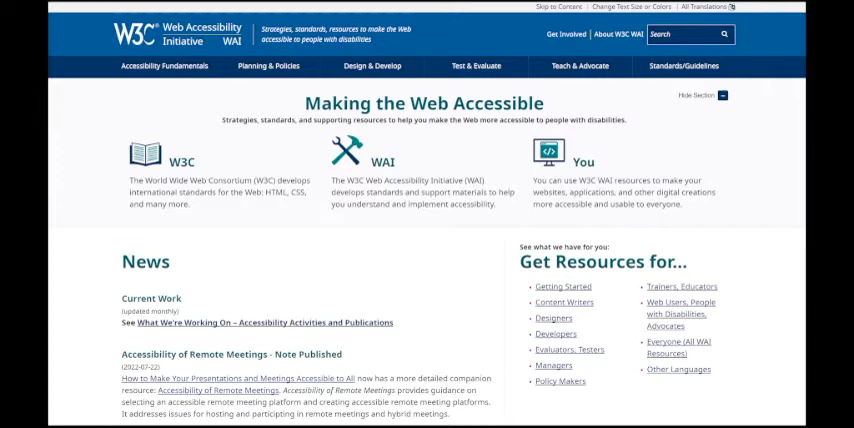 Skip to Content | Change Text Size or Colors | All Translations
W3C® Web Accessibility Initiative WAI
Strategies, standards, resources to make the Web
accessible to people with disabilities
Get Involved | About W3C WAI
Search
Accessibility Fundamentals Planning & Policies Design & Develop Test & Evaluate Teach & Advocate Standards/Guidelines
Hide Section
Making the Web Accessible
Strategies, standards, and supporting resources to help you make the Web more accessible to people with disabilities.
W3C
The World Wide Web Consortium (W3C) develops
international standards for the Web: HTML, CSS,
and many more.
WAI
The W3C Web Accessibility Initiative (WAI)
develops standards and support materials to help
you understand and implement accessibility.
You
You can use W3C WAI resources to make your
websites, applications, and other digital creations
more accessible and usable to everyone.
News
Current Work
(updated monthly)
See What We're Working On – Accessibility Activities and Publications
Accessibility of Remote Meetings - Note Published
(2022-07-22)
How to Make Your Presentations and Meetings Accessible to All now has a more detailed companion
resource: Accessibility of Remote Meetings. Accessibility of Remote Meetings provides guidance on
selecting an accessible remote meeting platform and creating accessible remote meeting platforms.
It addresses issues for hosting and participating in remote meetings and hybrid meetings.
See what we have for you:
Get Resources for...
Getting Started
Content Writers
Designers
Developers
Evaluators, Testers
Managers
Policy Makers
Trainers, Educators
Web Users, People
with Disabilities,
Advocates
Everyone (All WAI
Resources)
Other Languages